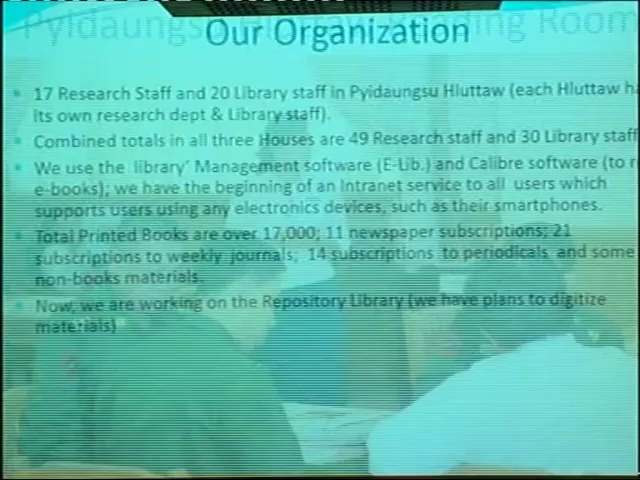 Pyidaungsu Hluttaw Reading Room
Our Organization
17 Research Staff and 20 Library staff in Pyidaungsu Hluttaw (each Hluttaw
its own research dept & Library staff).
Combined totals in all three Houses are 49 Research staff and 30 Library staff
We use the library' Management software (E-Lib.) and Calibre software (to
e-books); we have the beginning of an Intranet service to all users which
supports users using any electronics devices, such as their smartphones.
Total Printed Books are over 17,000; 11 newspaper subscriptions; 21
subscriptions to weekly journals; 14 subscriptions to periodicals and some
non-books materials.
Now, we are working on the Repository Library (we have plans to digitize
materials)